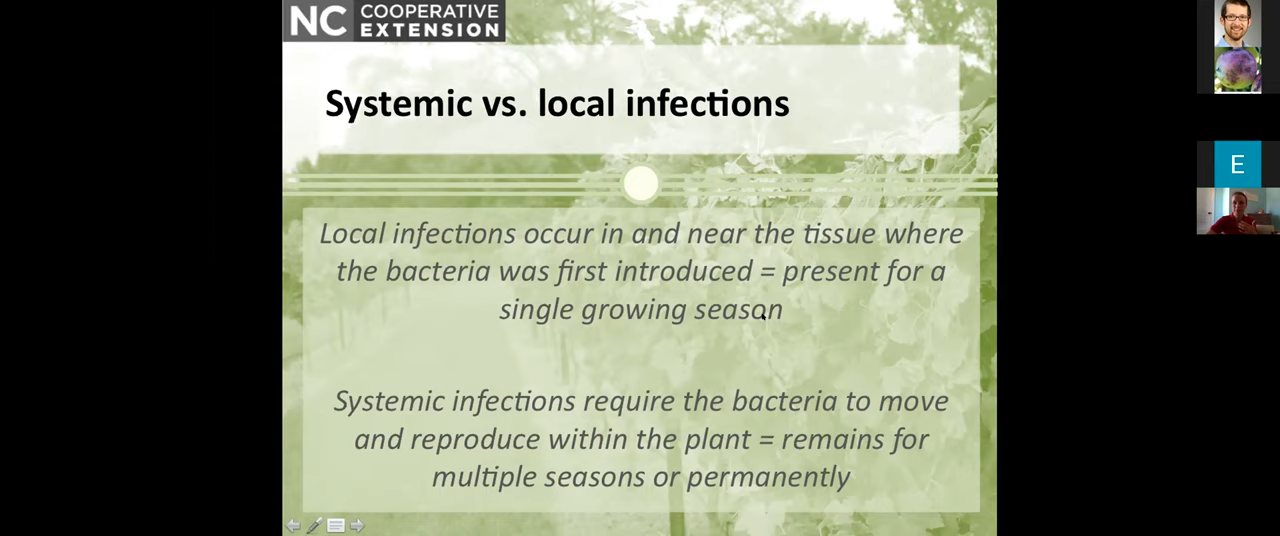 NC COOPERATIVE
EXTENSION
Systemic vs. local infections
Local infections occur in and near the tissue where
the bacteria was first introduced = present for a
single growing season
Systemic infections require the bacteria to move
and reproduce within the plant = remains for
multiple seasons or permanently
E